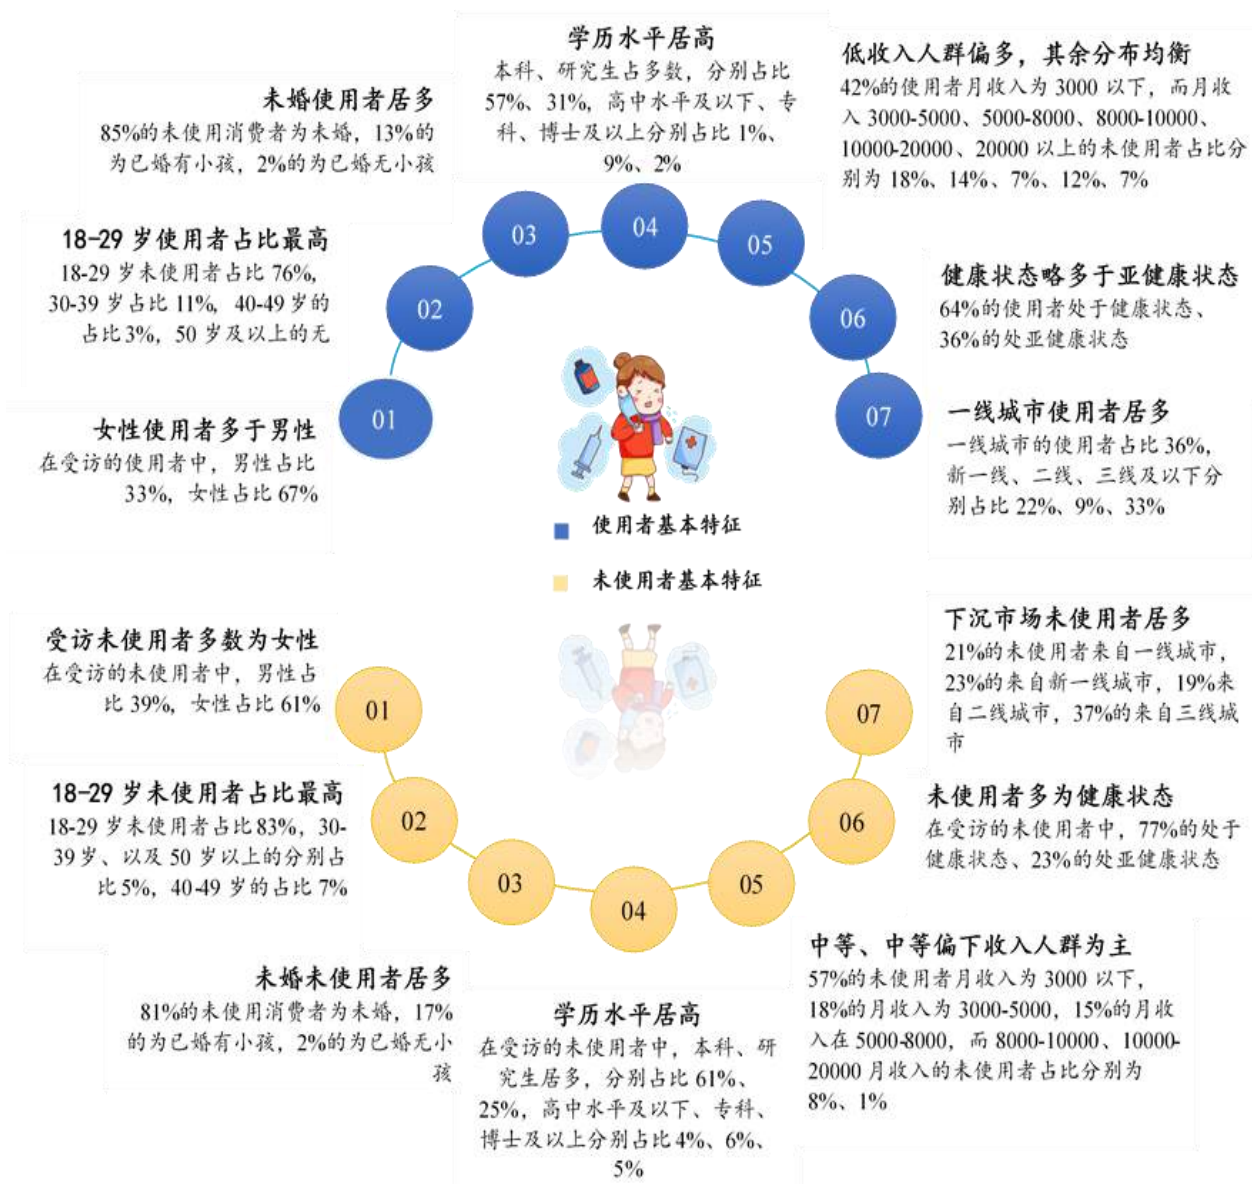 学历水平居高
本科、研究生占多数，分别占比
57%、31%，高中水平及以下、专
科、博士及以上分别占比 1%、
9%、2%
低收入人群偏多，其余分布均衡
42%的使用者月收入为 3000 以下，而月收
入 3000-5000、5000-8000、8000-10000、
10000-20000、20000 以上的未使用者占比分
别为 18%、14%、7%、12%、7%
未婚使用者居多
85%的未使用消费者为未婚，13%的
为已婚有小孩，2%的为已婚无小孩
18-29 岁使用者占比最高
18-29 岁未使用者占比 76%，
30-39 岁占比 11%，40-49 岁的
占比 3%，50 岁及以上的无
健康状态略多于亚健康状态
64%的使用者处于健康状态、
36%的处亚健康状态
女性使用者多于男性
在受访的使用者中，男性占比
33%，女性占比 67%
一线城市使用者居多
一线城市的使用者占比 36%，
新一线、二线、三线及以下分
别占比 22%、9%、33%
01
02
03
04
05
06
07
使用者基本特征
未使用者基本特征
受访未使用者多数为女性
在受访的未使用者中，男性占
比 39%，女性占比 61%
下沉市场未使用者居多
21%的未使用者来自一线城市，
23%的来自新一线城市，19%来
自二线城市，37%的来自三线城
市
01
02
03
04
05
06
07
18-29 岁未使用者占比最高
18-29 岁未使用者占比 83%，30-
39 岁、以及 50 岁以上的分别占
比 5%，40-49 岁的占比 7%
未使用者多为健康状态
在受访的未使用者中，77%的处于
健康状态、23%的处亚健康状态
未婚未使用者居多
81%的未使用消费者为未婚，17%
的为已婚有小孩，2%的为已婚无小
孩
学历水平居高
在受访的未使用者中，本科、研
究生居多，分别占比 61%、
25%，高中水平及以下、专科、
博士及以上分别占比 4%、6%、
5%
中等、中等偏下收入人群为主
57%的未使用者月收入为 3000 以下，
18%的月收入为 3000-5000，15%的月收
入在 5000-8000，而 8000-10000、10000-
20000 月收入的未使用者占比分别为
8%、1%